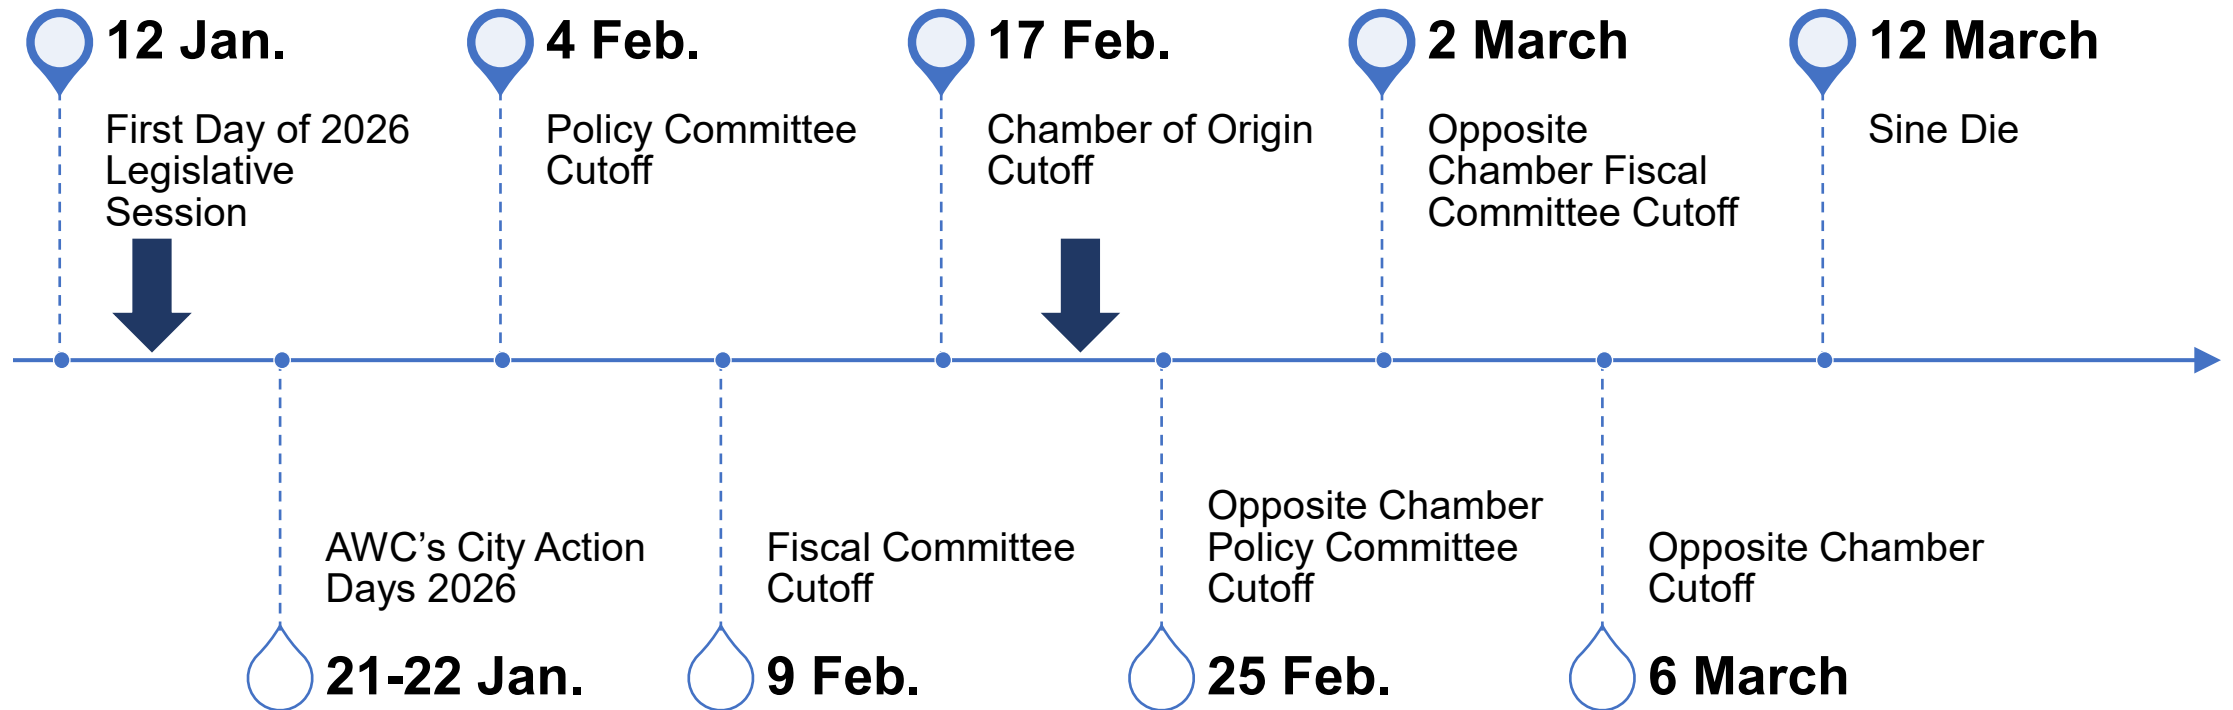 12 Jan.
First Day of 2026
Legislative
Session
4 Feb.
Policy Committee
Cutoff
17 Feb.
Chamber of Origin
Cutoff
2 March
Opposite
Chamber Fiscal
Committee Cutoff
12 March
Sine Die
AWC’s City Action
Days 2026
21-22 Jan.
Fiscal Committee
Cutoff
9 Feb.
Opposite Chamber
Policy Committee
Cutoff
25 Feb.
Opposite Chamber
Cutoff
6 March